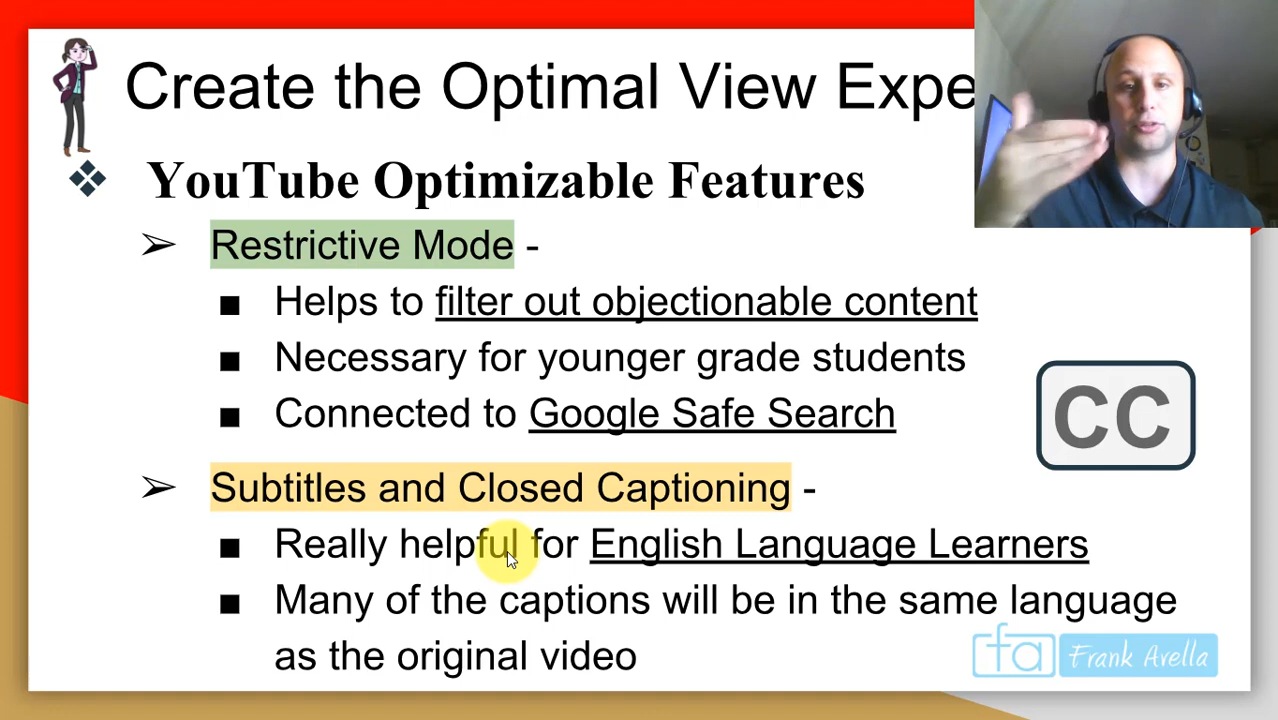 Create the Optimal View Expe
YouTube Optimizable Features
Restrictive Mode -
Helps to filter out objectionable content
Necessary for younger grade students
Connected to Google Safe Search
CC
Subtitles and Closed Captioning -
Really helpful for English Language Learners
Many of the captions will be in the same language
as the original video
fa Frank Avella